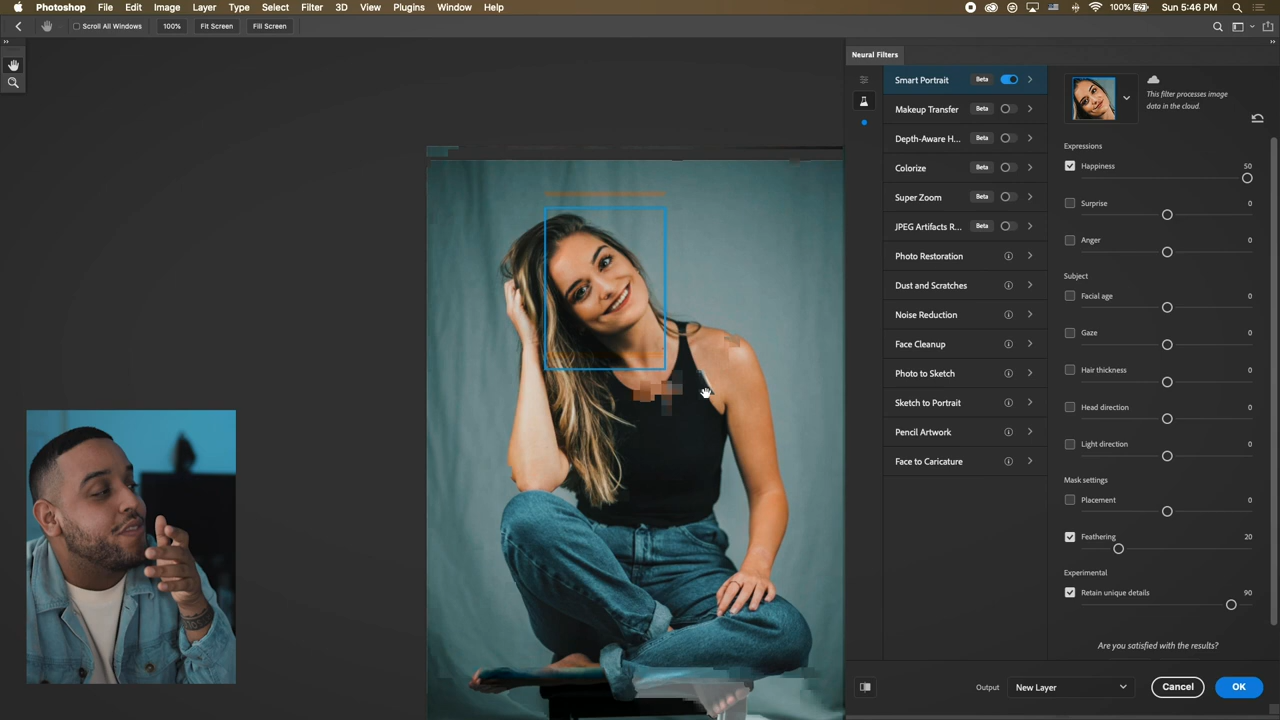 Photoshop File Edit Image Layer Type Select Filter 3D View Plugins Window Help 100% Sun 5:46 PM
Scroll All Windows 100% Fit Screen Fill Screen
Neural Filters
Smart Portrait Beta
Makeup Transfer Beta
Depth-Aware H... Beta
Colorize Beta
Super Zoom Beta
JPEG Artifacts R... Beta
Photo Restoration
Dust and Scratches
Noise Reduction
Face Cleanup
Photo to Sketch
Sketch to Portrait
Pencil Artwork
Face to Caricature
This filter processes image
data in the cloud.
Expressions
Happiness 50
Surprise 0
Anger 0
Subject
Facial age 0
Gaze 0
Hair thickness 0
Head direction 0
Light direction 0
Mask settings
Placement 0
Feathering 20
Experimental
Retain unique details 90
Are you satisfied with the results?
Output New Layer Cancel OK